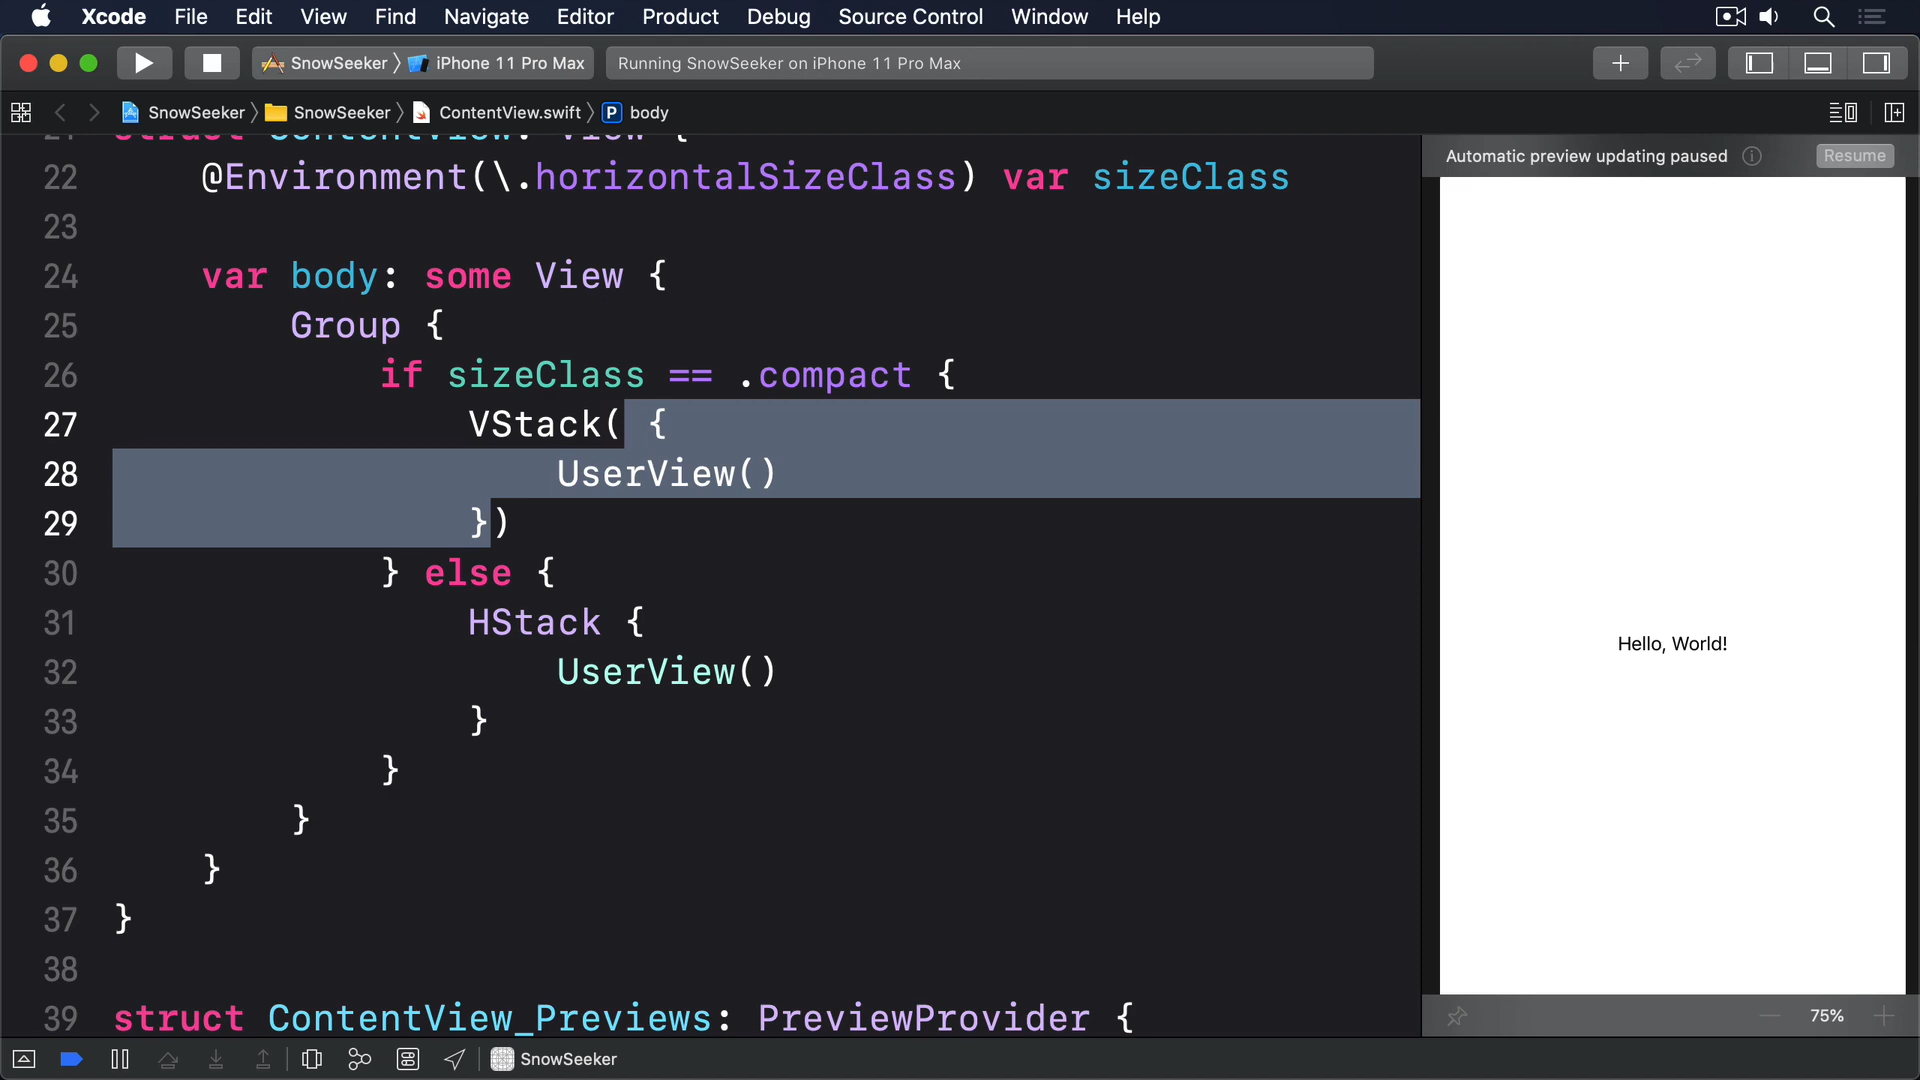 Xcode File Edit View Find Navigate Editor Product Debug Source Control Window Help
SnowSeeker iPhone 11 Pro Max Running SnowSeeker on iPhone 11 Pro Max
SnowSeeker SnowSeeker ContentView.swift P body
21 struct ContentView: View {
22 @Environment(\.horizontalSizeClass) var sizeClass
23
24 var body: some View {
25 Group {
26 if sizeClass == .compact {
27 VStack( {
28 UserView()
29 })
30 } else {
31 HStack {
32 UserView()
33 }
34 }
35 }
36 }
37 }
38
39 struct ContentView_Previews: PreviewProvider {
Automatic preview updating paused Resume
Hello, World!
75%
SnowSeeker